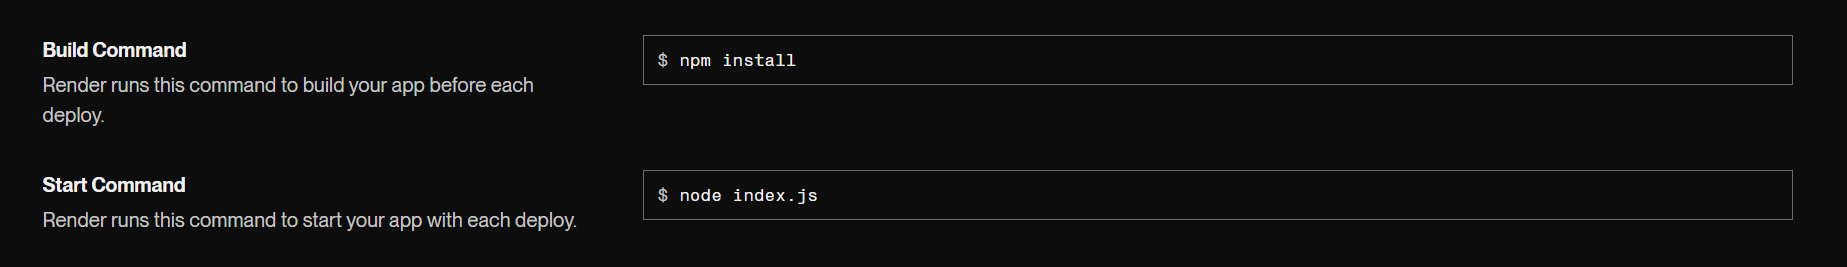 Build Command
$ npm install
Render runs this command to build your app before each
deploy.
Start Command
$ node index.js
Render runs this command to start your app with each deploy.